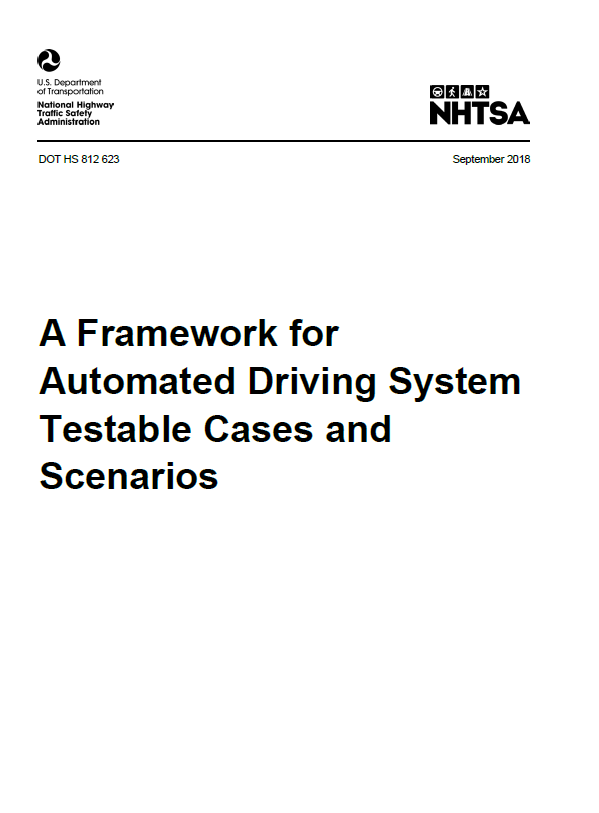 U.S. Department
of Transportation
National Highway
Traffic Safety
Administration
NHTSA
DOT HS 812 623
September 2018
A Framework for
Automated Driving System
Testable Cases and
Scenarios